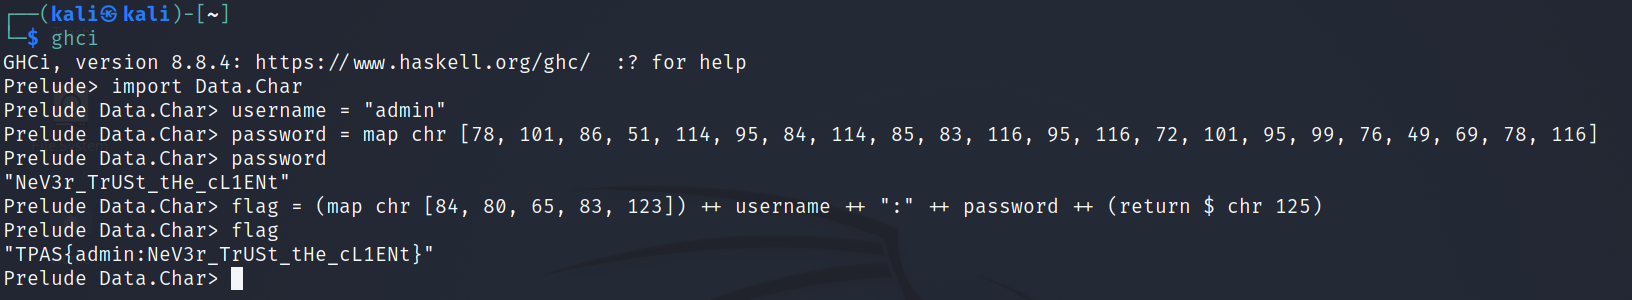 ┌──(kali㉿kali)-[~]
└─$ ghci
GHCi, version 8.8.4: https://www.haskell.org/ghc/  :? for help
Prelude> import Data.Char
Prelude Data.Char> username = "admin"
Prelude Data.Char> password = map chr [78, 101, 86, 51, 114, 95, 84, 114, 85, 83, 116, 95, 116, 72, 101, 95, 99, 76, 49, 69, 78, 116]
Prelude Data.Char> password
"NeV3r_TrUSt_tHe_cL1ENt"
Prelude Data.Char> flag = (map chr [84, 80, 65, 83, 123]) ++ username ++ ":" ++ password ++ (return $ chr 125)
Prelude Data.Char> flag
"TPAS{admin:NeV3r_TrUSt_tHe_cL1ENt}"
Prelude Data.Char>